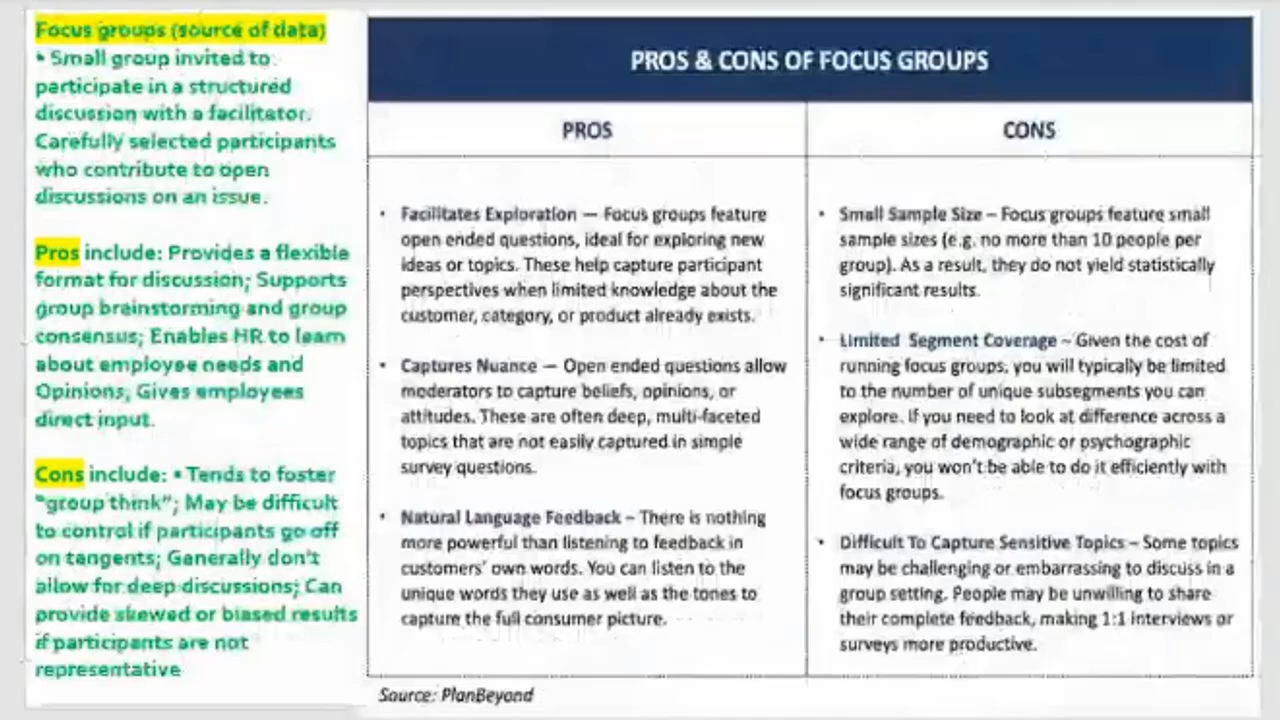 Focus groups (source of data)
• Small group invited to
participate in a structured
discussion with a facilitator.
Carefully selected participants
who contribute to open
discussions on an issue.
Pros include: Provides a flexible
format for discussion; Supports
group brainstorming and group
consensus; Enables HR to learn
about employee needs and
Opinions; Gives employees
direct input.
Cons include: • Tends to foster
"group think"; May be difficult
to control if participants go off
on tangents; Generally don't
allow for deep discussions; Can
provide skewed or biased results
if participants are not
representative
PROS & CONS OF FOCUS GROUPS
PROS
• Facilitates Exploration — Focus groups feature
open ended questions, ideal for exploring new
ideas or topics. These help capture participant
perspectives when limited knowledge about the
customer, category, or product already exists.
• Captures Nuance — Open ended questions allow
moderators to capture beliefs, opinions, or
attitudes. These are often deep, multi-faceted
topics that are not easily captured in simple
survey questions.
• Natural Language Feedback – There is nothing
more powerful than listening to feedback in
customers' own words. You can listen to the
unique words they use as well as the tones to
capture the full consumer picture.
CONS
• Small Sample Size – Focus groups feature small
sample sizes (e.g. no more than 10 people per
group). As a result, they do not yield statistically
significant results.
• Limited Segment Coverage – Given the cost of
running focus groups, you will typically be limited
to the number of unique subsegments you can
explore. If you need to look at difference across a
wide range of demographic or psychographic
criteria, you won't be able to do it efficiently with
focus groups.
• Difficult To Capture Sensitive Topics – Some topics
may be challenging or embarrassing to discuss in a
group setting. People may be unwilling to share
their complete feedback, making 1:1 interviews or
surveys more productive.
Source: PlanBeyond